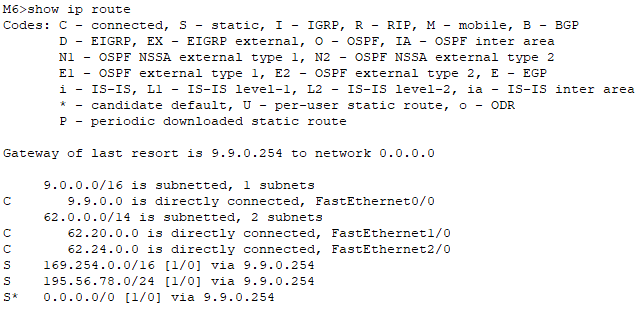 M6>show ip route
Codes: C - connected, S - static, I - IGRP, R - RIP, M - mobile, B - BGP
       D - EIGRP, EX - EIGRP external, O - OSPF, IA - OSPF inter area
       N1 - OSPF NSSA external type 1, N2 - OSPF NSSA external type 2
       E1 - OSPF external type 1, E2 - OSPF external type 2, E - EGP
       i - IS-IS, L1 - IS-IS level-1, L2 - IS-IS level-2, ia - IS-IS inter area
       * - candidate default, U - per-user static route, o - ODR
       P - periodic downloaded static route

Gateway of last resort is 9.9.0.254 to network 0.0.0.0

     9.0.0.0/16 is subnetted, 1 subnets
C       9.9.0.0 is directly connected, FastEthernet0/0
     62.0.0.0/14 is subnetted, 2 subnets
C       62.20.0.0 is directly connected, FastEthernet1/0
C       62.24.0.0 is directly connected, FastEthernet2/0
S    169.254.0.0/16 [1/0] via 9.9.0.254
S    195.56.78.0/24 [1/0] via 9.9.0.254
S*   0.0.0.0/0 [1/0] via 9.9.0.254